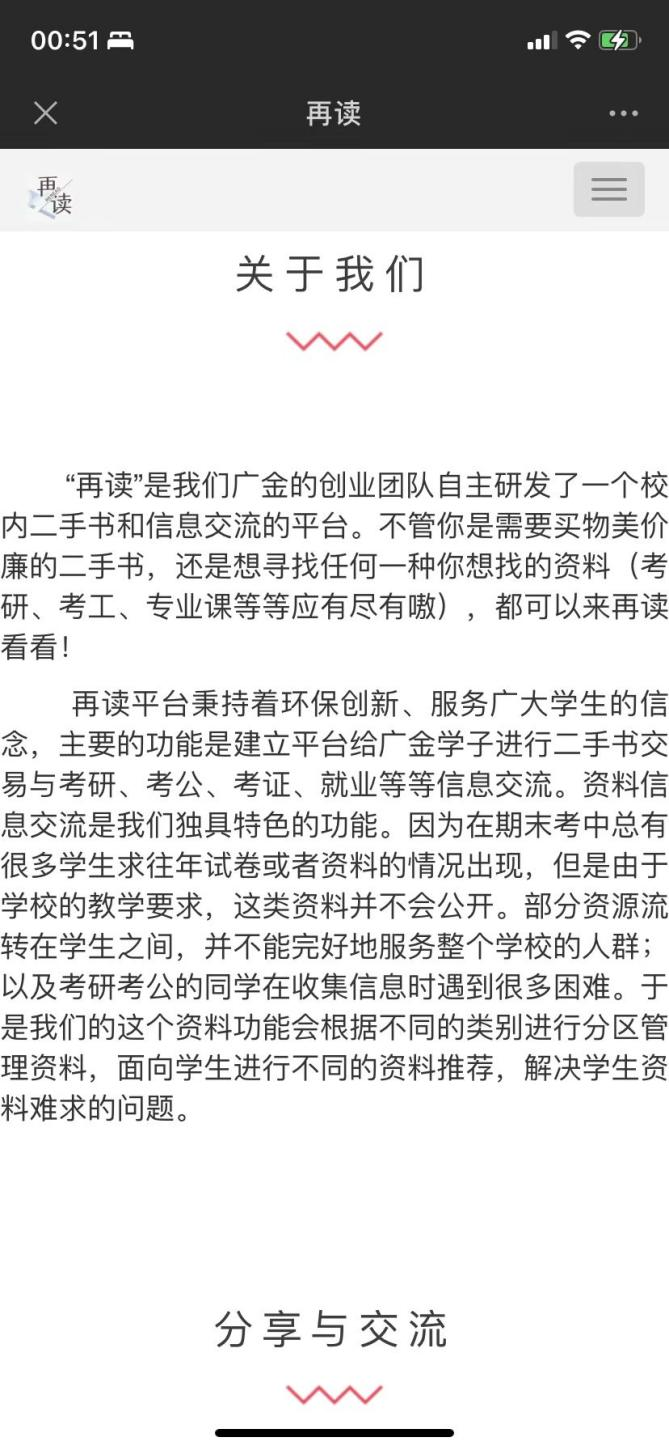 00:51
再读
再
读
关于我们
“再读”是我们广金的创业团队自主研发了一个校
内二手书和信息交流的平台。不管你是需要买物美价
廉的二手书，还是想寻找任何一种你想找的资料（考
研、考工、专业课等等应有尽有嗷），都可以来再读
看看！
再读平台秉持着环保创新、服务广大学生的信
念，主要的功能是建立平台给广金学子进行二手书交
易与考研、考公、考证、就业等等信息交流。资料信
息交流是我们独具特色的功能。因为在期末考中总有
很多学生求往年试卷或者资料的情况出现，但是由于
学校的教学要求，这类资料并不会公开。部分资源流
转在学生之间，并不能完好地服务整个学校的人群；
以及考研考公的同学在收集信息时遇到很多困难。于
是我们的这个资料功能会根据不同的类别进行分区管
理资料，面向学生进行不同的资料推荐，解决学生资
料难求的问题。
分享与交流